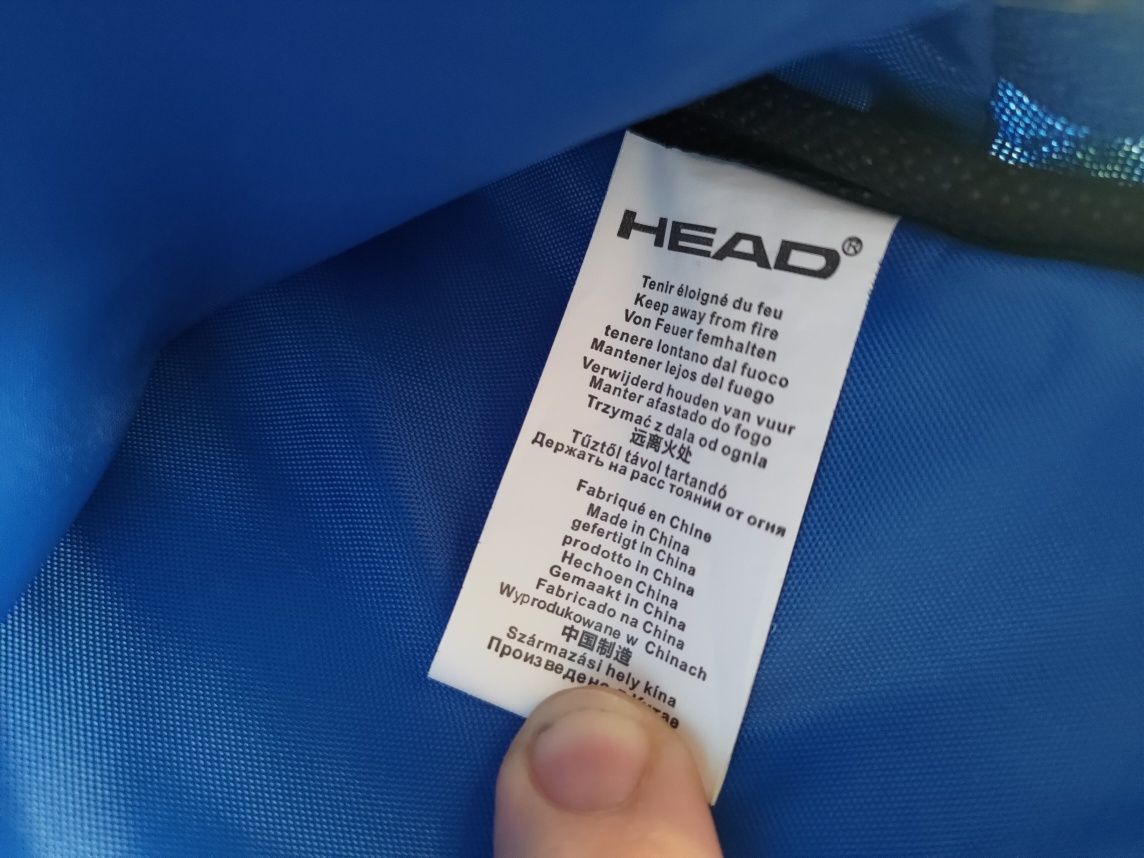 HEAD®
Tenir éloigné du feu
Keep away from fire
Von Feuer femhalten
tenere lontano dal fuoco
Mantener lejos del fuego
Verwijderd houden van vuur
Manter afastado do fogo
Trzymać z dala od ognia
远离火处
Tűztől távol tartandó
Держать на расс тоянии от огня
Fabriqué en Chine
Made in China
gefertigt in China
prodotto in China
Hechoen China
Gemaakt in China
Fabricado na China
Wyprodukowane w Chinach
中国制造
Származási hely kína
Произведено